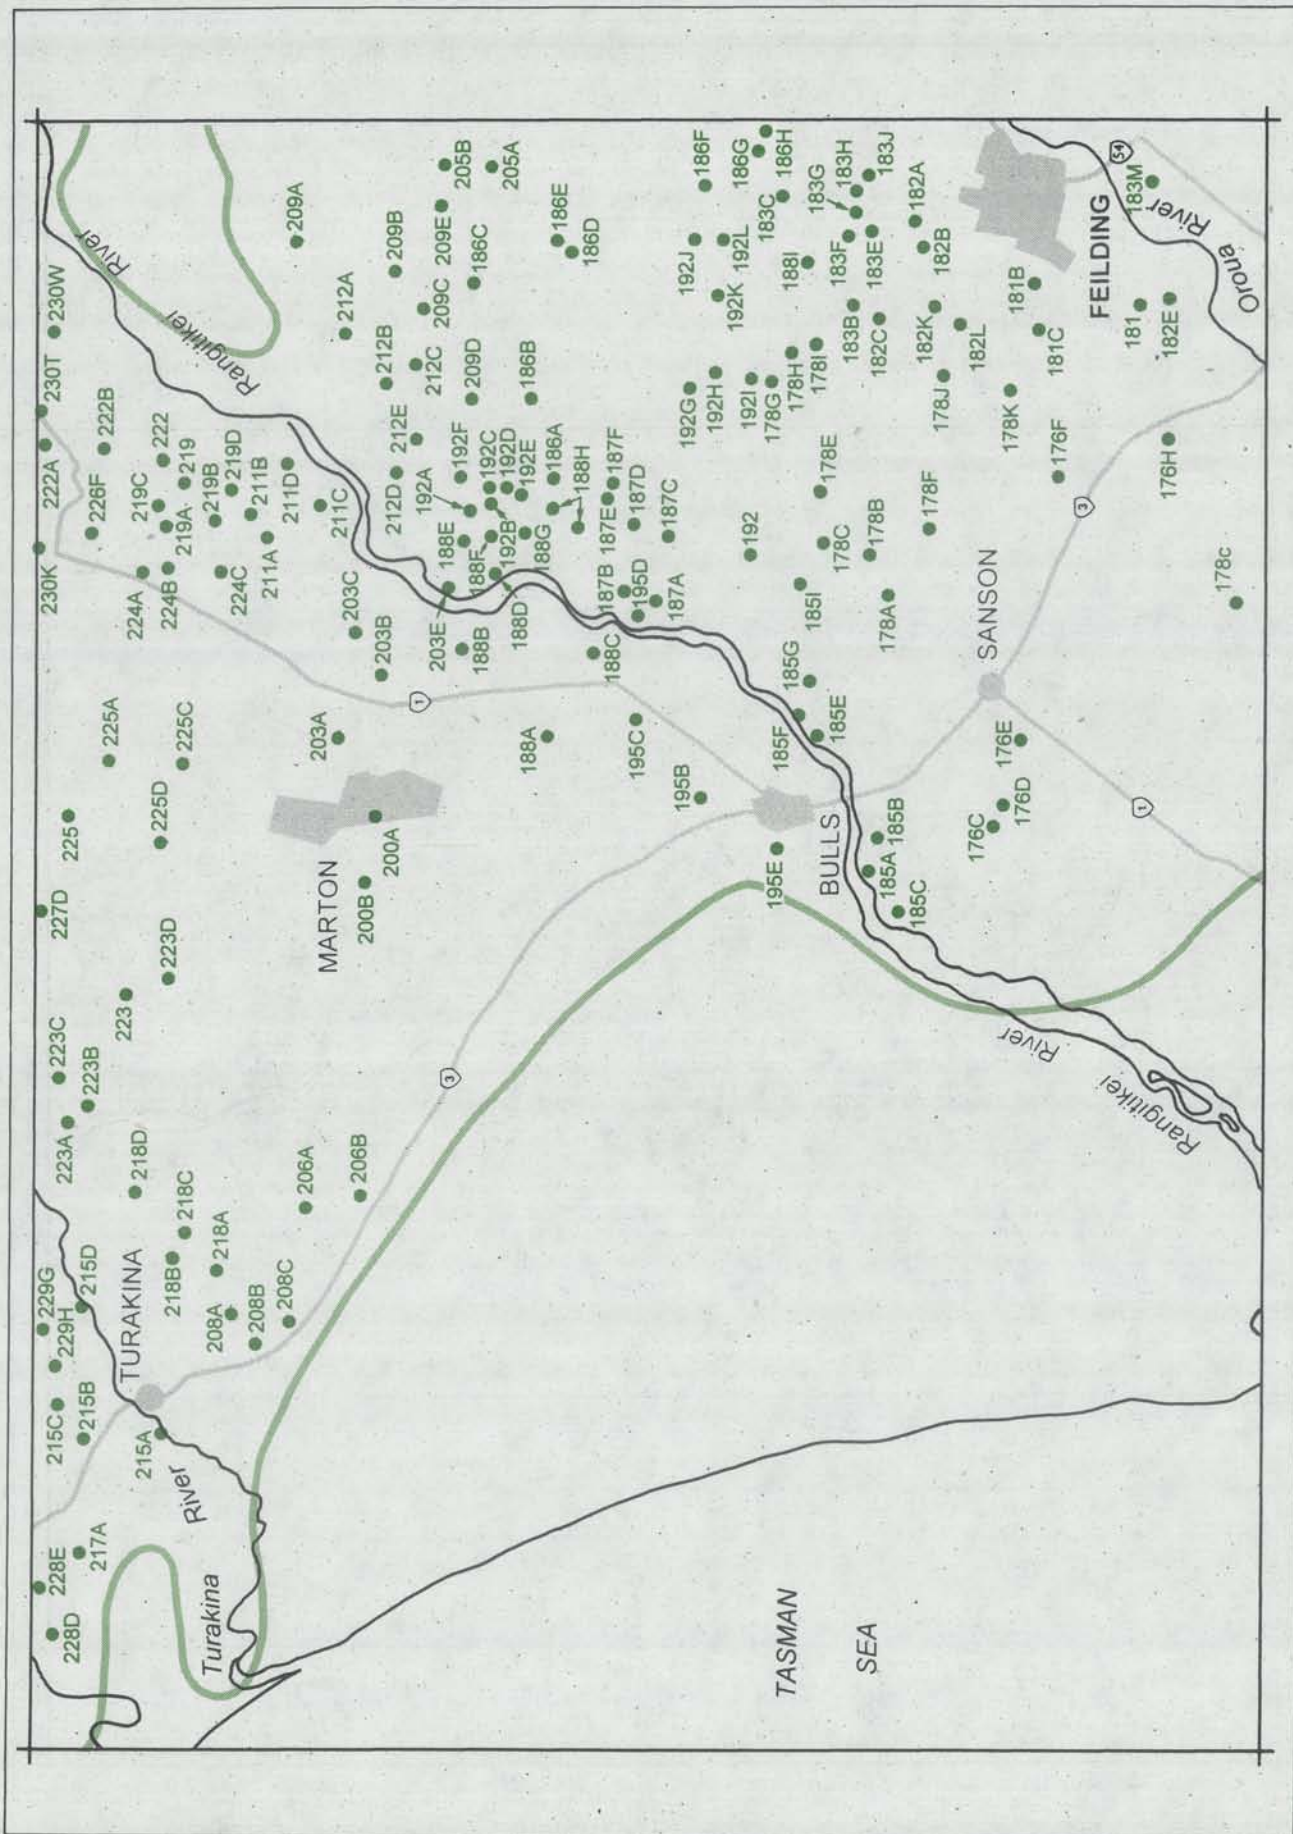 228D
228E
217A
215C
215B
229H
229G
215D
TURAKINA
215A
River
Turakina
218D
218C
218B
218A
208A
208B
208C
206A
206B
223A
223B
223C
223
223D
227D
225
225A
225C
225D
3
MARTON
200B
200A
203A
203B
203C
1
230K
222A
230T
230W
226F
222B
224A
224B
219C
219A
222
219
219B
219D
224C
211B
211A
211D
211C
River
Rangitikei
209A
212A
212B
209B
212C
209C
212E
212D
209E
205B
205A
192A
192F
209D
186C
188E
188F
192C
192D
192B
192E
186B
203E
188B
188D
188G
186A
188H
186E
186D
188A
188C
187B
187E
187F
187D
195D
187A
187C
195C
195B
195E
BULLS
192
192G
192H
192I
192J
192K
192L
186F
186G
186H
178G
178H
178I
188I
183C
183G
183H
183J
183F
183E
183B
182C
182A
182B
182K
182L
185I
185G
185F
185E
178C
178E
178B
178A
178F
178J
178K
185A
185B
185C
SANSON
176C
176D
176E
176F
176H
3
1
178c
181B
181C
181
182E
FEILDING
54
183M
River
Oroua
River
Rangitikei
TASMAN
SEA